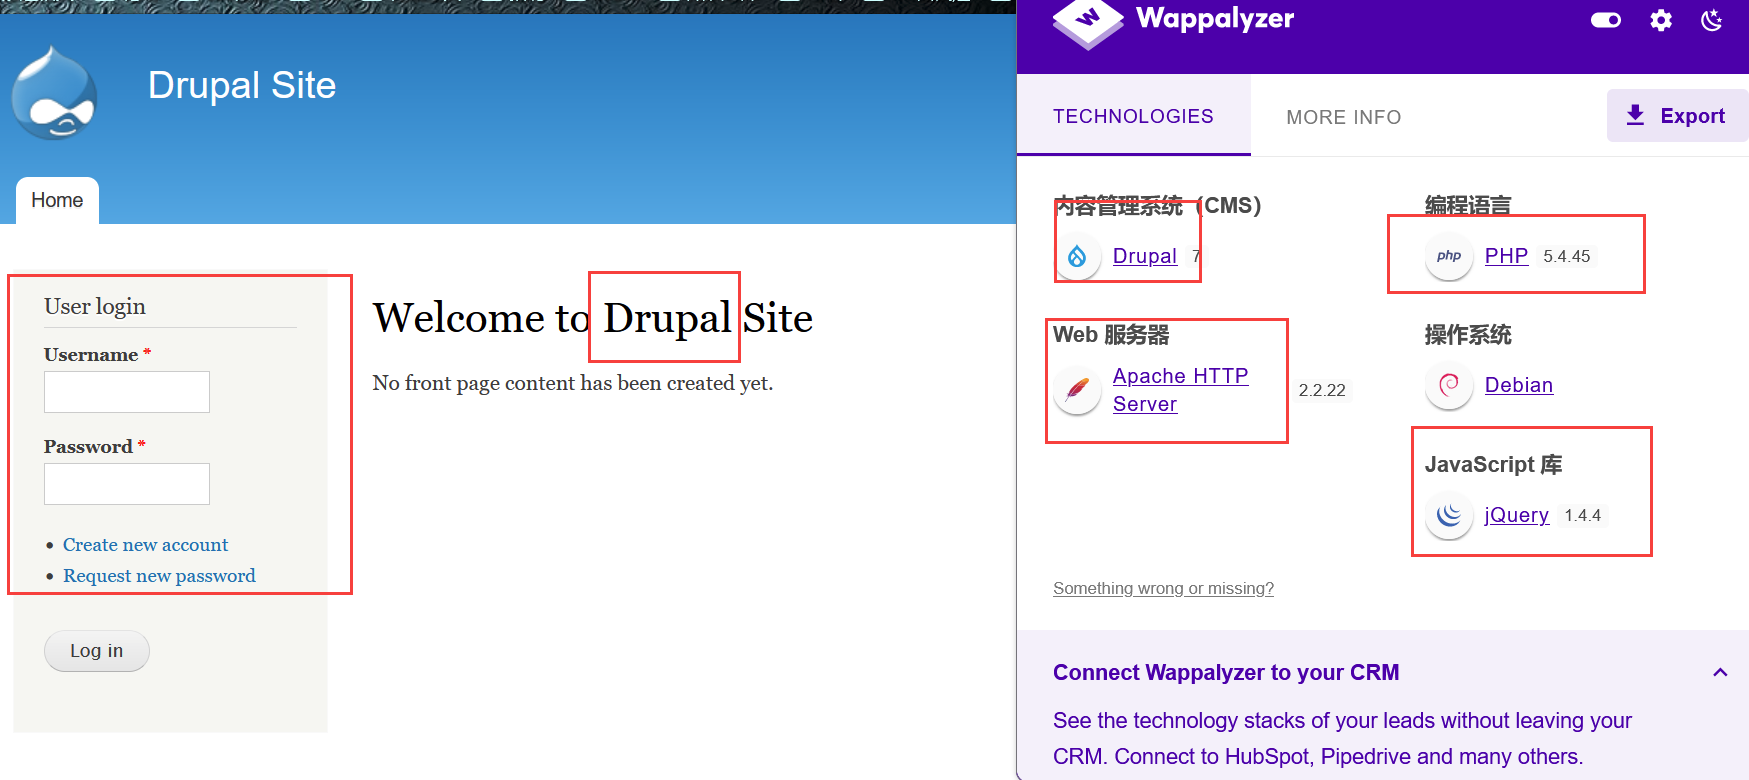 Drupal Site
Home
User login
Username *
Password *
Create new account
Request new password
Log in
Welcome to Drupal Site
No front page content has been created yet.
Wappalyzer
TECHNOLOGIES
MORE INFO
Export
内容管理系统（CMS）
Drupal 7
编程语言
php PHP 5.4.45
Web 服务器
Apache HTTP
Server
2.2.22
操作系统
Debian
JavaScript 库
jQuery 1.4.4
Something wrong or missing?
Connect Wappalyzer to your CRM
See the technology stacks of your leads without leaving your
CRM. Connect to HubSpot, Pipedrive and many others.